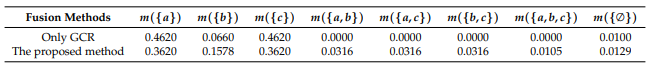 Fusion Methods m({a}) m({b}) m({c}) m({a, b}) m({a, c}) m({b, c}) m({a, b, c}) m({∅})
Only GCR 0.4620 0.0660 0.4620 0.0000 0.0000 0.0000 0.0000 0.0100
The proposed method 0.3620 0.1578 0.3620 0.0316 0.0316 0.0316 0.0105 0.0129